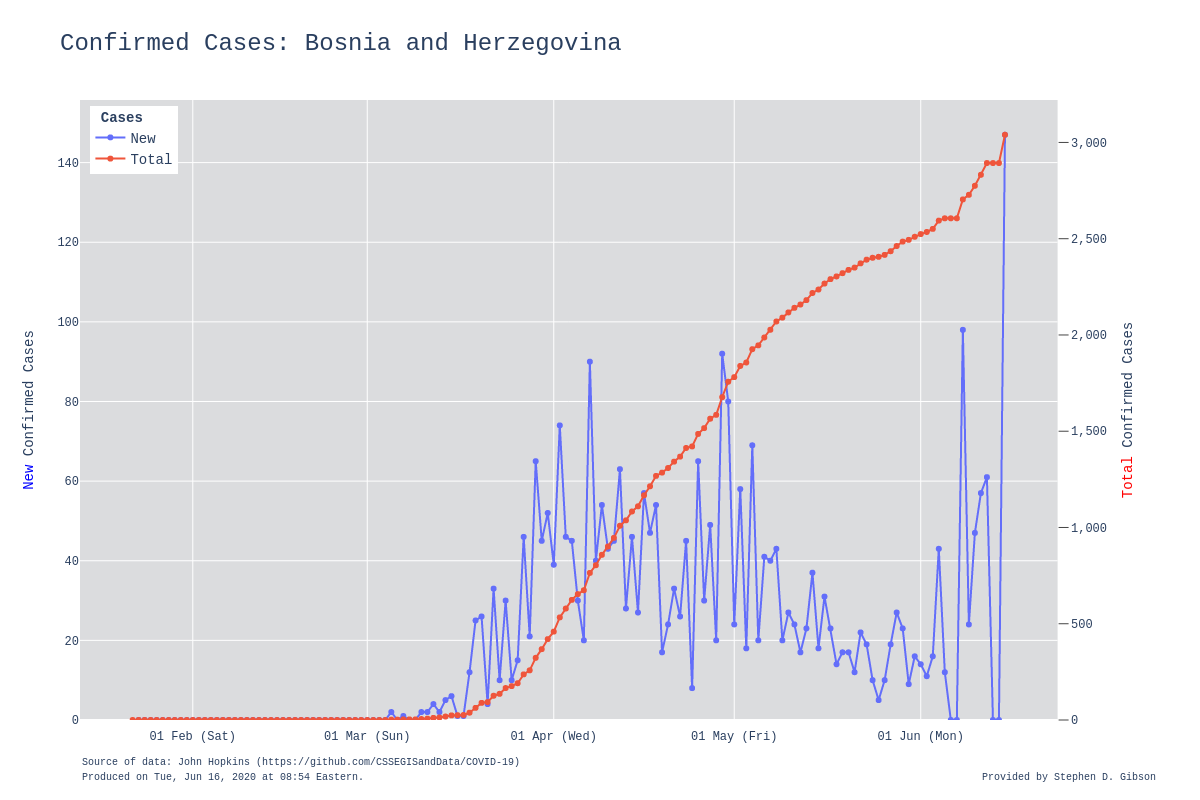 Confirmed Cases: Bosnia and Herzegovina
Cases
New
Total
140
120
100
80
60
40
20
0
3,000
2,500
2,000
1,500
1,000
500
0
New Confirmed Cases
Total Confirmed Cases
01 Feb (Sat)
01 Mar (Sun)
01 Apr (Wed)
01 May (Fri)
01 Jun (Mon)
Source of data: John Hopkins (https://github.com/CSSEGISandData/COVID-19)
Produced on Tue, Jun 16, 2020 at 08:54 Eastern.
Provided by Stephen D. Gibson